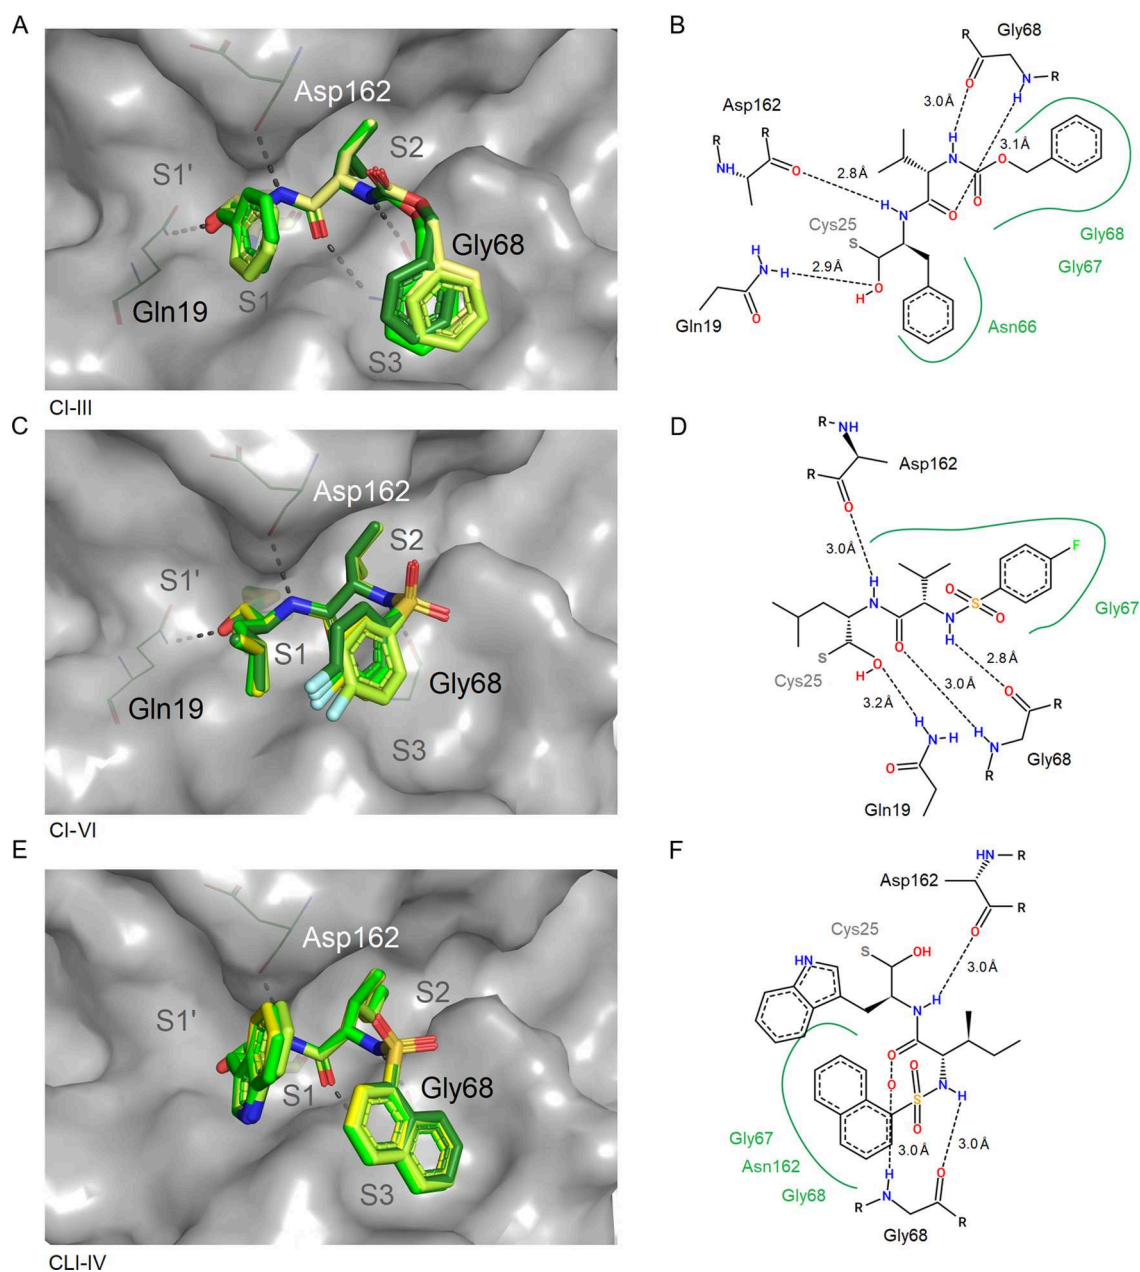 A
Asp162
S1'
S2
Gly68
S1
Gln19
S3
CI-III
B
Gly68
R
O
N
R
H
3.0Å
Asp162
R
H
N
3.1Å
O
NH
O
R
2.8Å
H
N
O
O
Gly68
Cys25
S
Gly67
H
N
H
2.9Å
O
H
Gln19
O
Asn66
C
Asp162
S1'
S2
S1
Gln19
Gly68
S3
CI-VI
D
R
NH
Asp162
R
O
3.0Å
F
H
N
O
S
O
Gly67
N
H
O
S
2.8Å
Cys25
O
H
3.0Å
O
R
3.2Å
H
H
N
H
N
O
R
Gly68
Gln19
E
Asp162
S1'
S2
S1
Gly68
S3
CLI-IV
F
HN
R
Asp162
R
Cys25
O
S
OH
HN
3.0Å
N
H
O
O
O
N
S
H
O
Gly67
3.0Å
3.0Å
Asn162
H
O
Gly68
R
N
R
Gly68